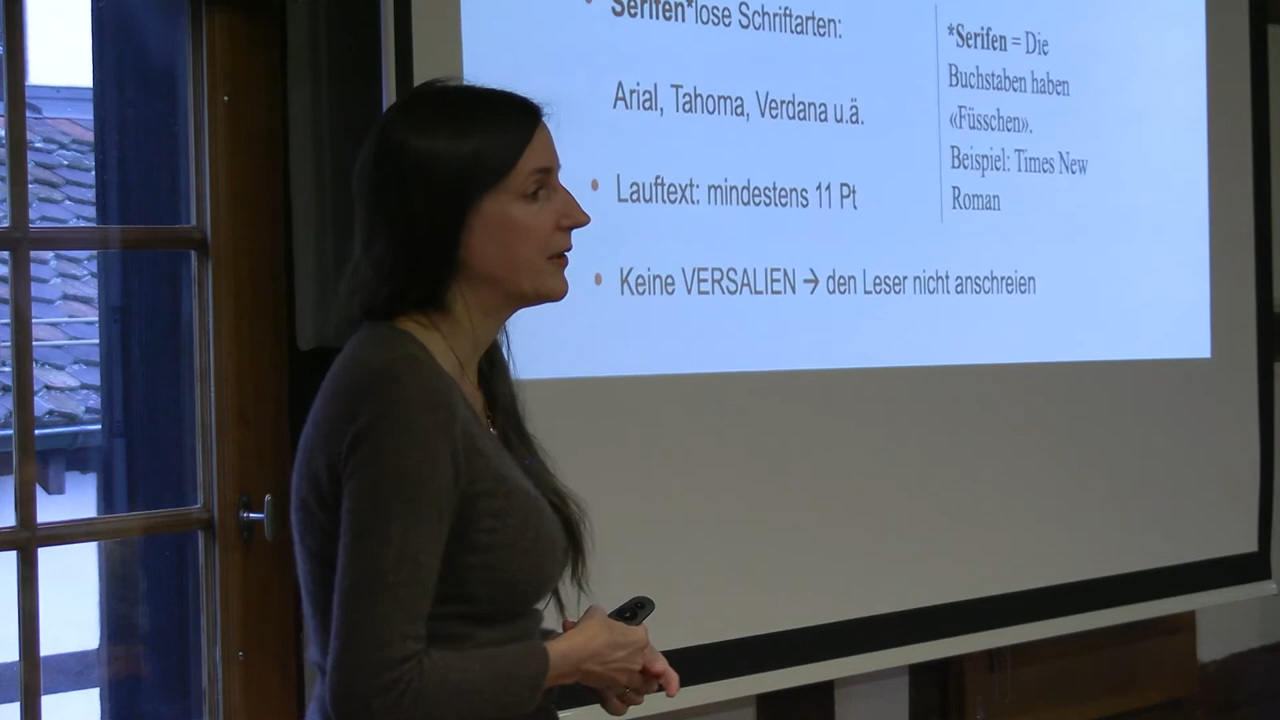 Serifen*lose Schriftarten:
Arial, Tahoma, Verdana u.ä.
• Lauftext: mindestens 11 Pt
• Keine VERSALIEN → den Leser nicht anschreien
*Serifen = Die
Buchstaben haben
«Füsschen».
Beispiel: Times New
Roman